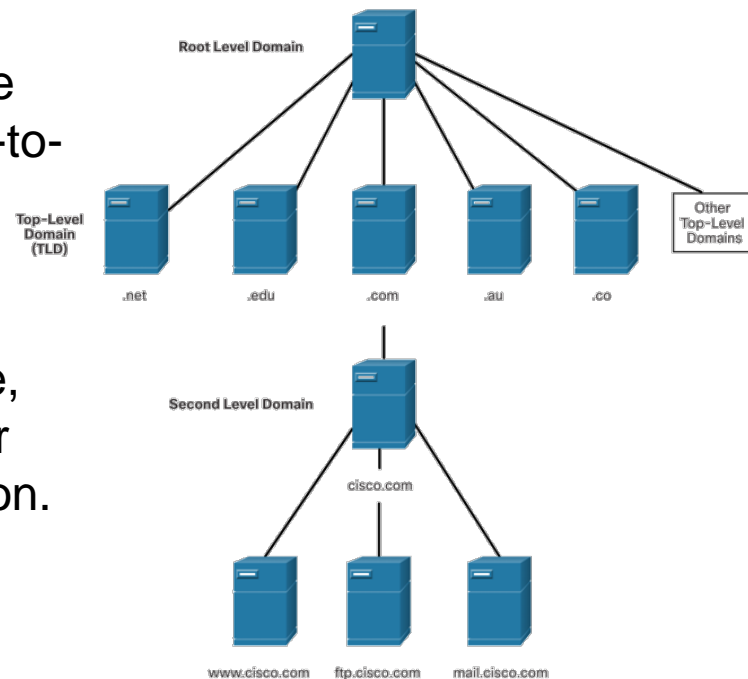 e
-to-
e,
r
on.
Root Level Domain
Top-Level
Domain
(TLD)
Other
Top-Level
Domains
.net
.edu
.com
.au
.co
Second Level Domain
cisco.com
www.cisco.com
ftp.cisco.com
mail.cisco.com